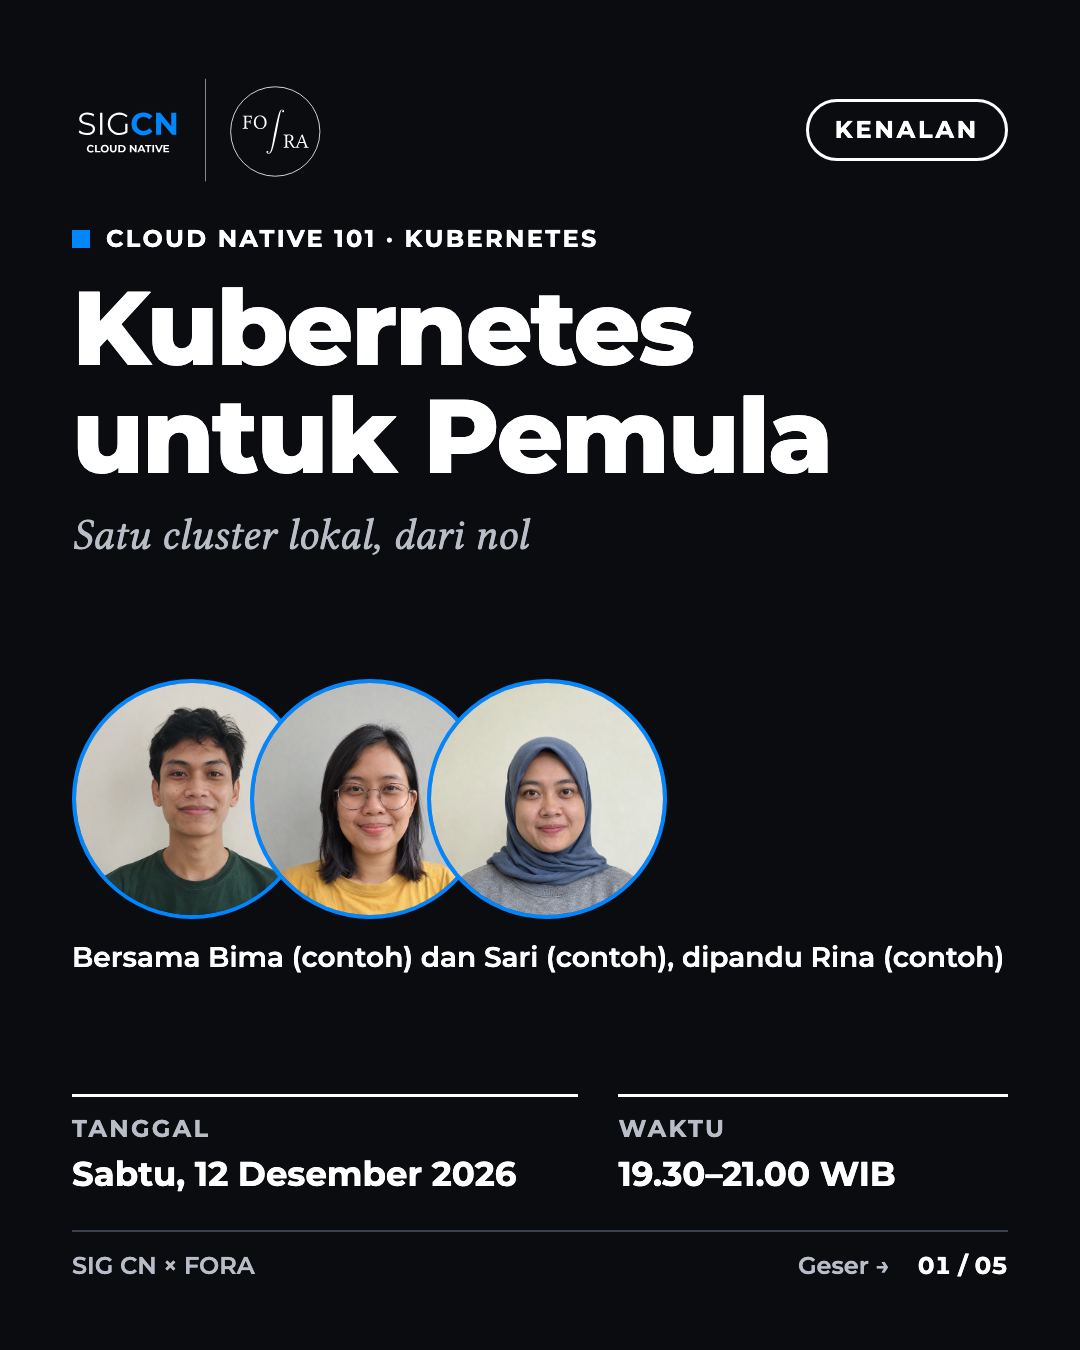 SIGCN
CLOUD NATIVE
FO RA
KENALAN
CLOUD NATIVE 101 · KUBERNETES
Kubernetes
untuk Pemula
Satu cluster lokal, dari nol
Bersama Bima (contoh) dan Sari (contoh), dipandu Rina (contoh)
TANGGAL
Sabtu, 12 Desember 2026
WAKTU
19.30–21.00 WIB
SIG CN × FORA
Geser → 01 / 05